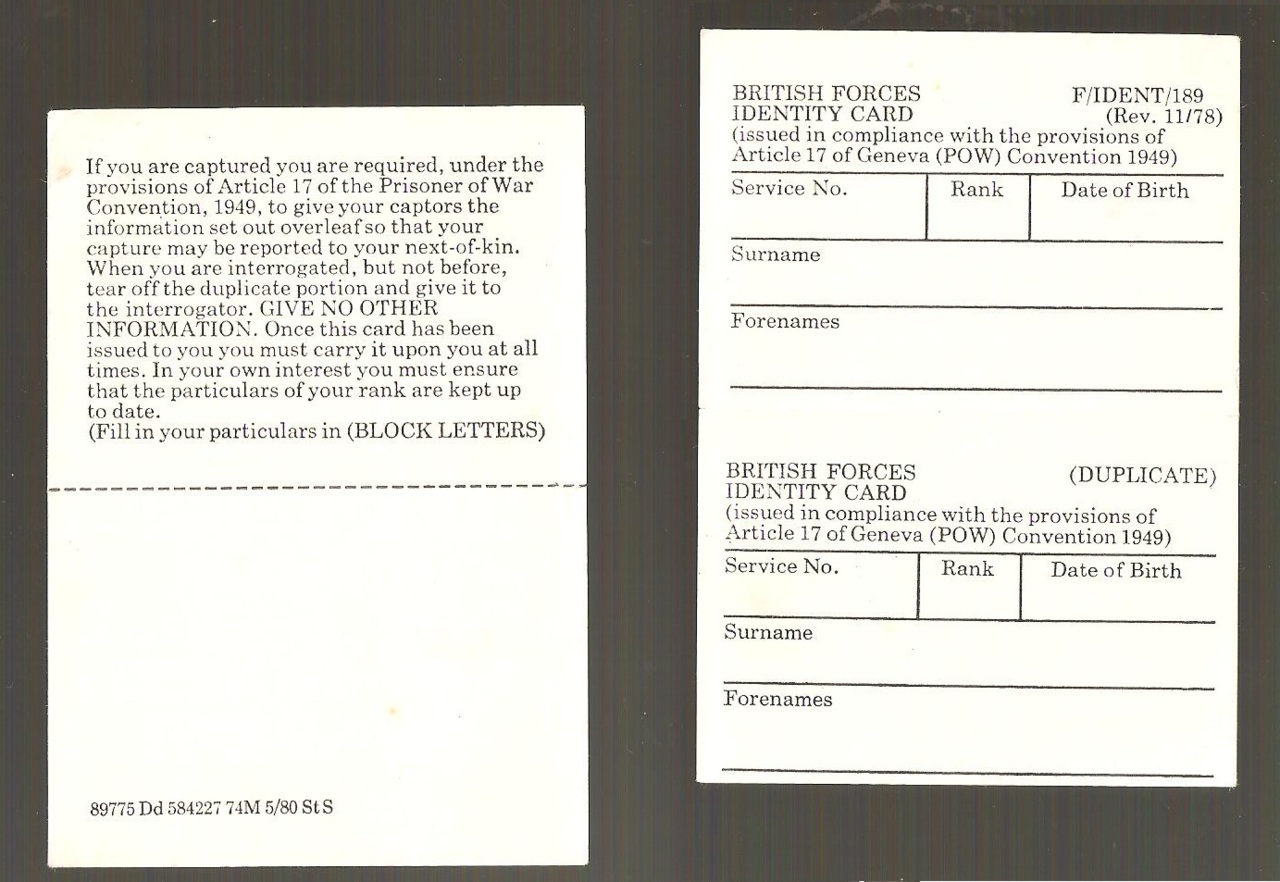 If you are captured you are required, under the
provisions of Article 17 of the Prisoner of War
Convention, 1949, to give your captors the
information set out overleaf so that your
capture may be reported to your next-of-kin.
When you are interrogated, but not before,
tear off the duplicate portion and give it to
the interrogator. GIVE NO OTHER
INFORMATION. Once this card has been
issued to you you must carry it upon you at all
times. In your own interest you must ensure
that the particulars of your rank are kept up
to date.
(Fill in your particulars in (BLOCK LETTERS)
89775 Dd 584227 74M 5/80 St S
BRITISH FORCES F/IDENT/189
IDENTITY CARD (Rev. 11/78)
(issued in compliance with the provisions of
Article 17 of Geneva (POW) Convention 1949)
Service No. Rank Date of Birth
Surname
Forenames
BRITISH FORCES (DUPLICATE)
IDENTITY CARD
(issued in compliance with the provisions of
Article 17 of Geneva (POW) Convention 1949)
Service No. Rank Date of Birth
Surname
Forenames